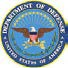 DEPARTMENT OF DEFENSE
UNITED STATES OF AMERICA